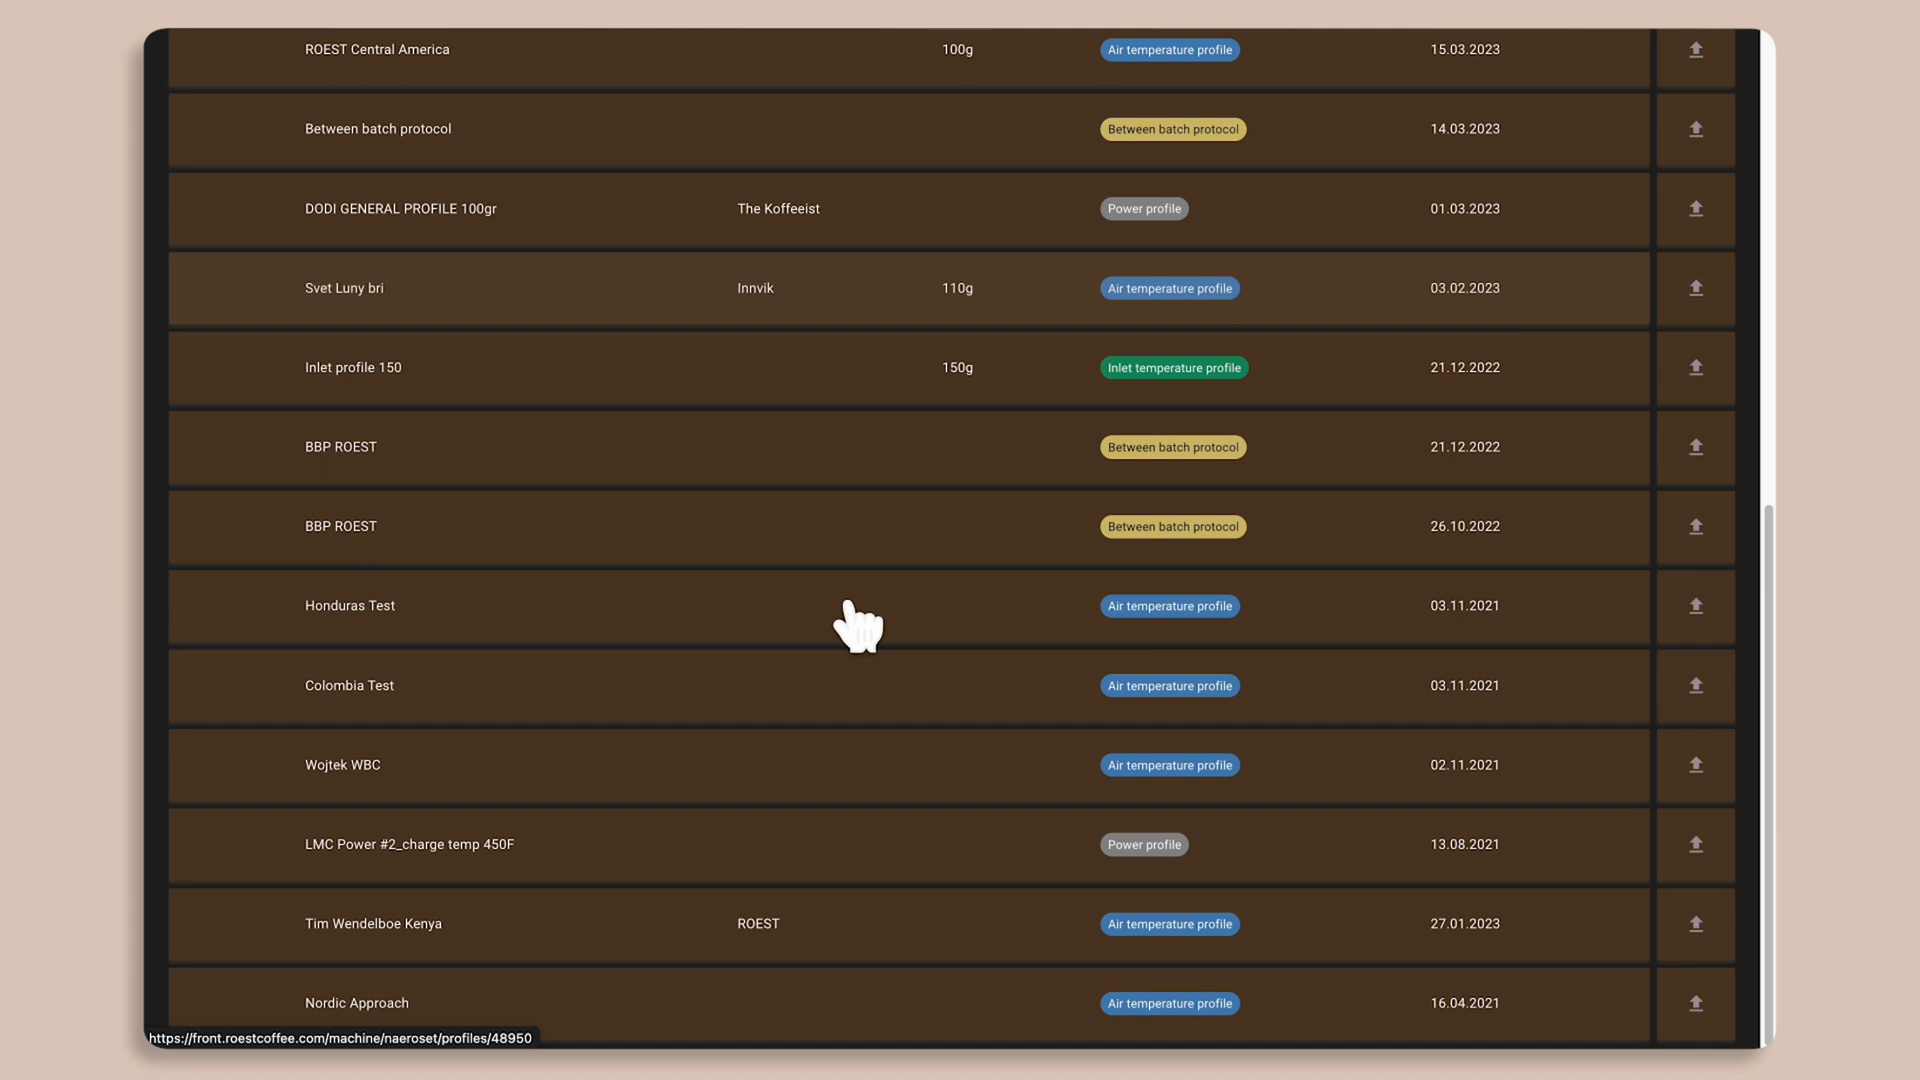 ROEST Central America 100g Air temperature profile 15.03.2023
Between batch protocol Between batch protocol 14.03.2023
DODI GENERAL PROFILE 100gr The Koffeeist Power profile 01.03.2023
Svet Luny bri Innvik 110g Air temperature profile 03.02.2023
Inlet profile 150 150g Inlet temperature profile 21.12.2022
BBP ROEST Between batch protocol 21.12.2022
BBP ROEST Between batch protocol 26.10.2022
Honduras Test Air temperature profile 03.11.2021
Colombia Test Air temperature profile 03.11.2021
Wojtek WBC Air temperature profile 02.11.2021
LMC Power #2_charge temp 450F Power profile 13.08.2021
Tim Wendelboe Kenya ROEST Air temperature profile 27.01.2023
Nordic Approach Air temperature profile 16.04.2021
https://front.roestcoffee.com/machine/naeroset/profiles/48950